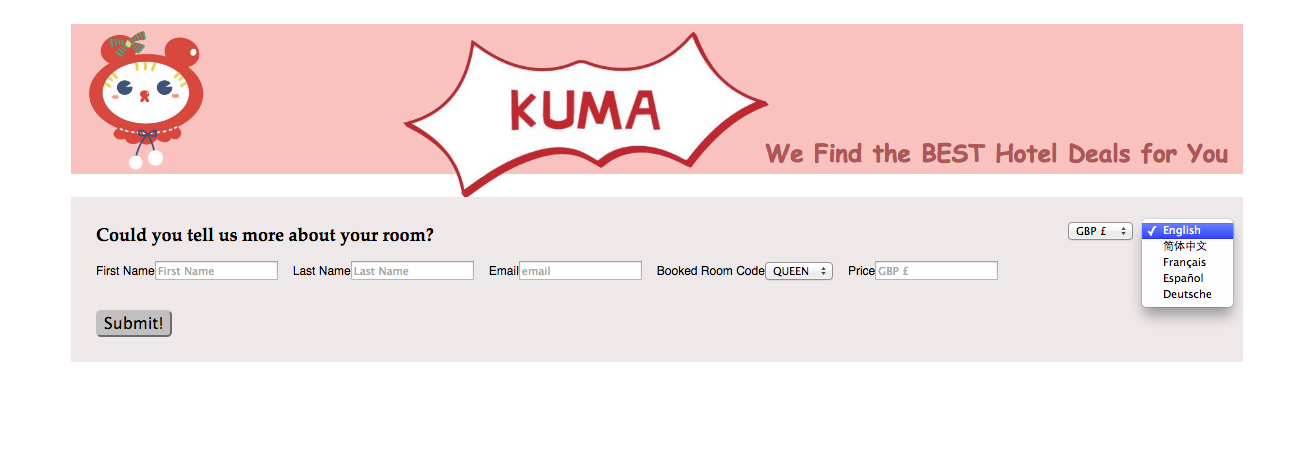 KUMA
We Find the BEST Hotel Deals for You
Could you tell us more about your room?
GBP £
✓ English
简体中文
Français
Español
Deutsche
First Name First Name Last Name Last Name Email email Booked Room Code QUEEN Price GBP £
Submit!